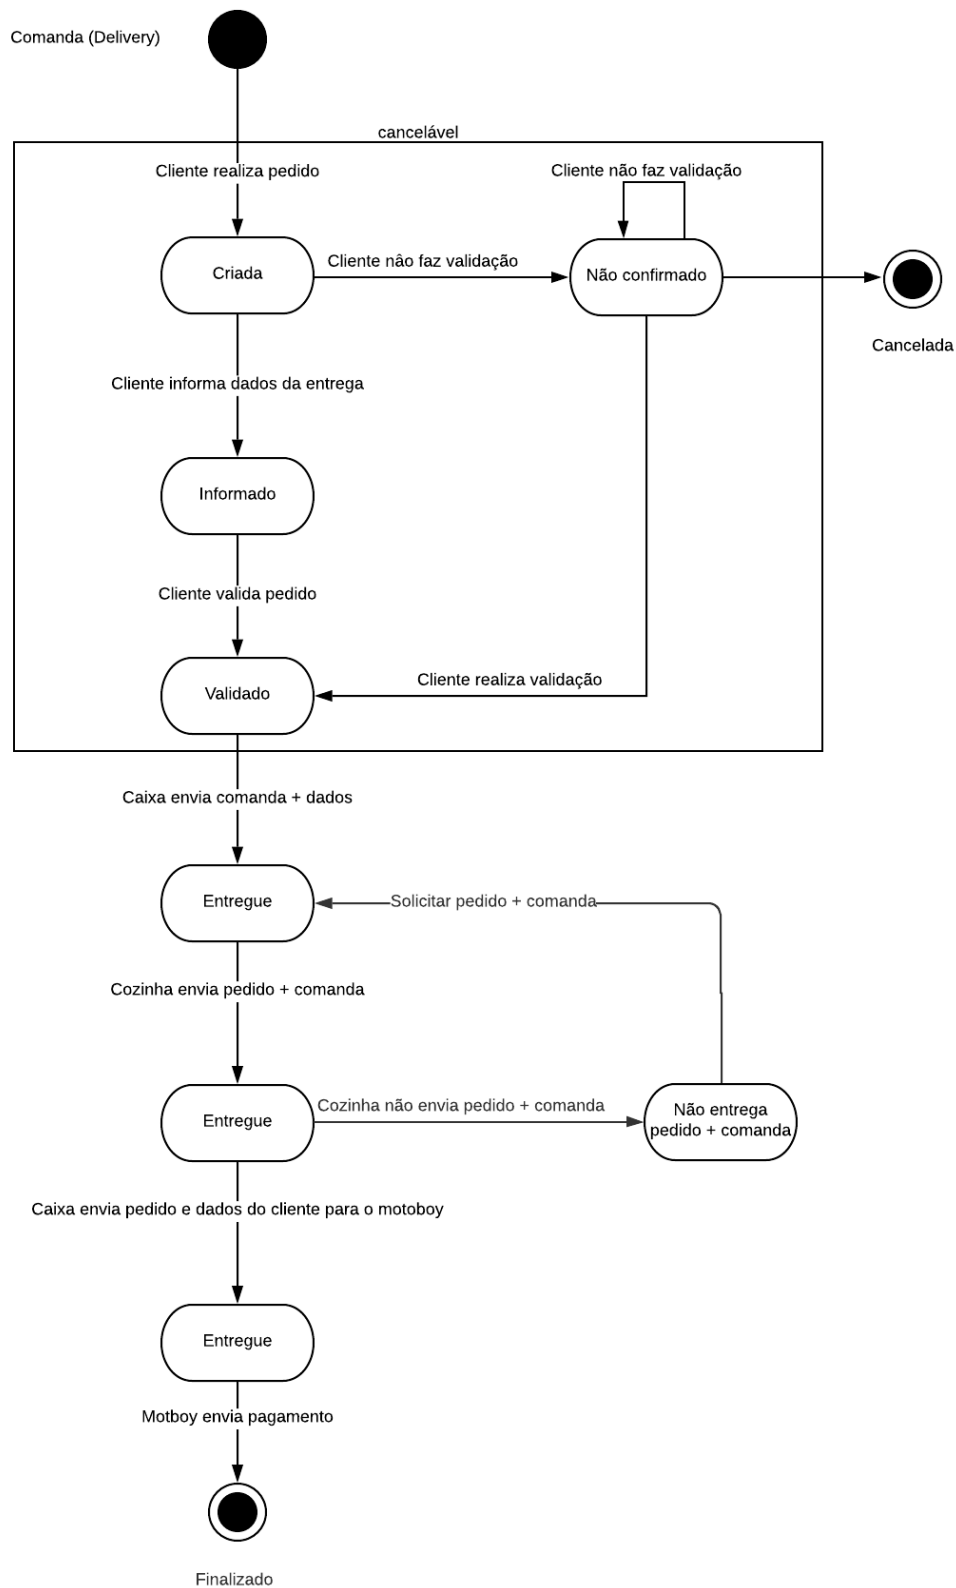 Comanda (Delivery)
cancelável
Cliente realiza pedido
Cliente não faz validação
Criada
Cliente nâo faz validação
Não confirmado
Cancelada
Cliente informa dados da entrega
Informado
Cliente valida pedido
Cliente realiza validação
Validado
Caixa envia comanda + dados
Entregue
Solicitar pedido + comanda
Cozinha envia pedido + comanda
Entregue
Cozinha não envia pedido + comanda
Não entrega
pedido + comanda
Caixa envia pedido e dados do cliente para o motoboy
Entregue
Motboy envia pagamento
Finalizado